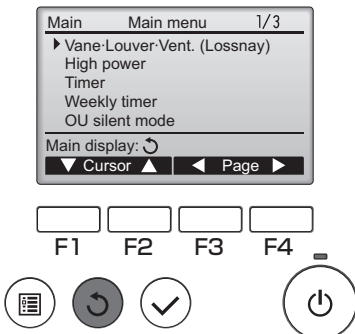 Main Main menu 1/3
Vane·Louver·Vent. (Lossnay)
High power
Timer
Weekly timer
OU silent mode
Main display:
Cursor Page
F1 F2 F3 F4